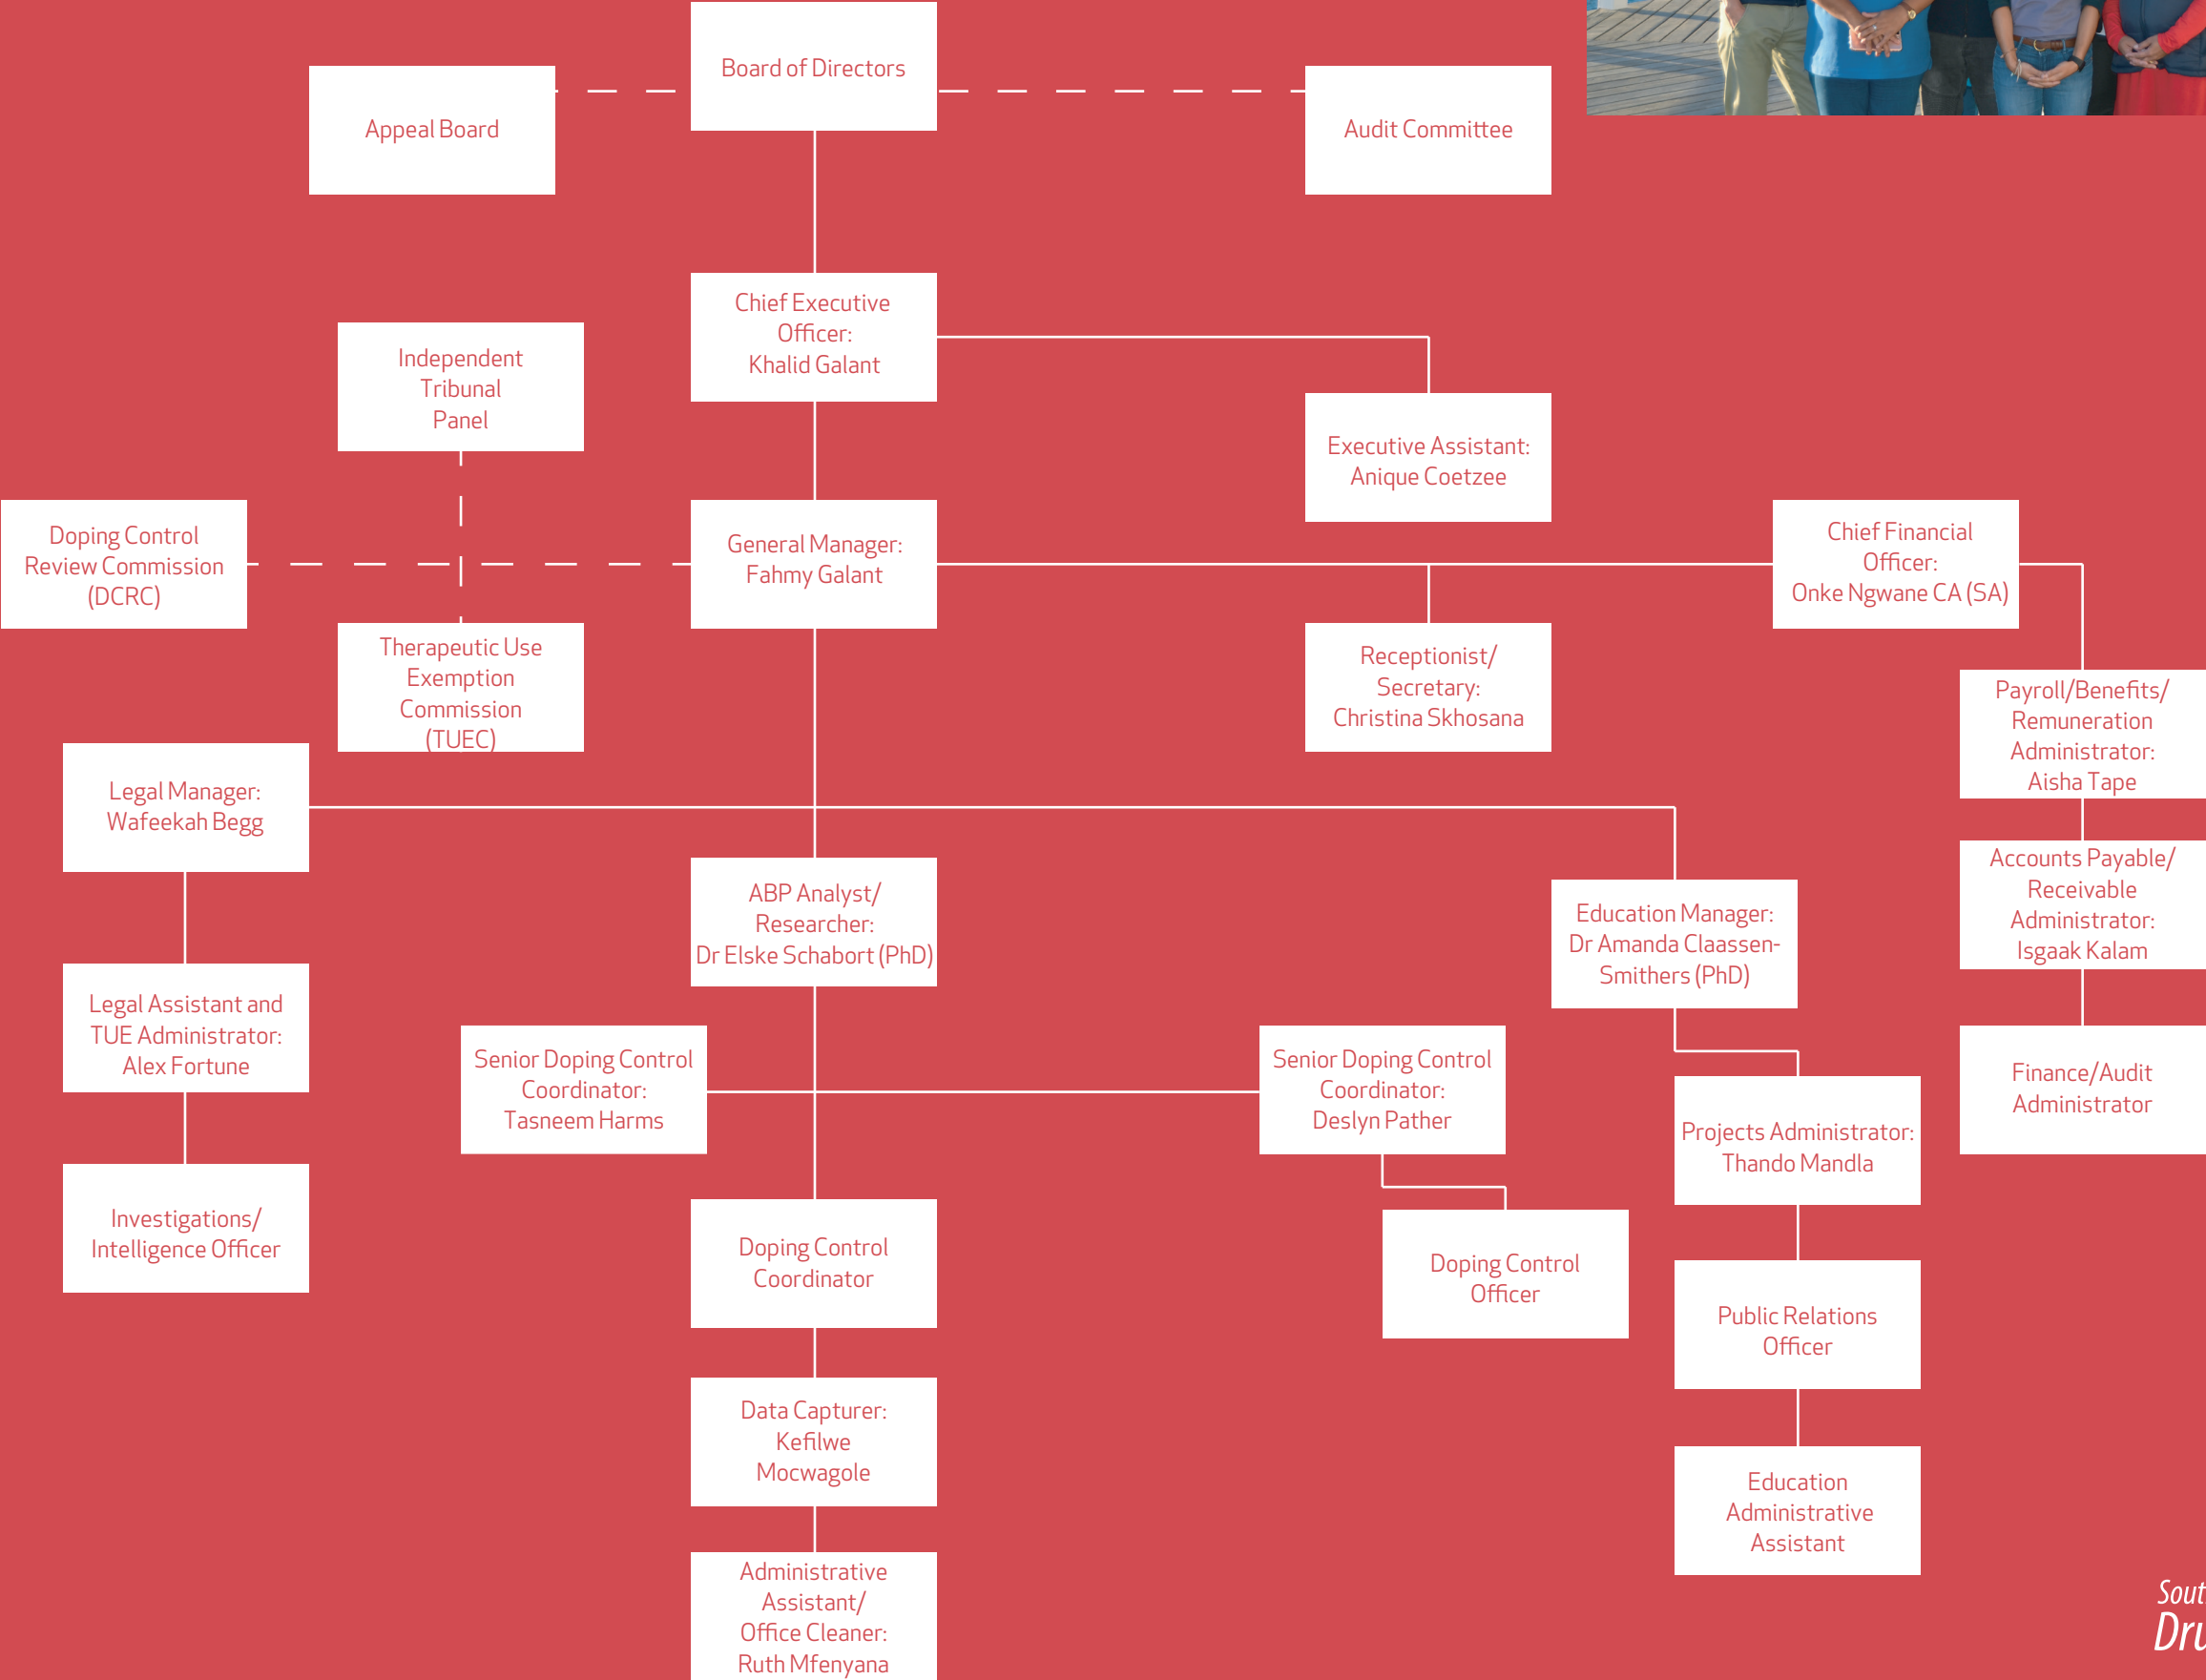 Board of Directors
Appeal Board
Audit Committee
Chief Executive
Officer:
Khalid Galant
Independent
Tribunal
Panel
Executive Assistant:
Anique Coetzee
Doping Control
Review Commission
(DCRC)
General Manager:
Fahmy Galant
Chief Financial
Officer:
Onke Ngwane CA (SA)
Therapeutic Use
Exemption
Commission
(TUEC)
Receptionist/
Secretary:
Christina Skhosana
Payroll/Benefits/
Remuneration
Administrator:
Aisha Tape
Legal Manager:
Wafeekah Begg
ABP Analyst/
Researcher:
Dr Elske Schabort (PhD)
Education Manager:
Dr Amanda Claassen-
Smithers (PhD)
Accounts Payable/
Receivable
Administrator:
Isgaak Kalam
Legal Assistant and
TUE Administrator:
Alex Fortune
Senior Doping Control
Coordinator:
Tasneem Harms
Senior Doping Control
Coordinator:
Deslyn Pather
Projects Administrator:
Thando Mandla
Finance/Audit
Administrator
Investigations/
Intelligence Officer
Doping Control
Coordinator
Doping Control
Officer
Public Relations
Officer
Data Capturer:
Kefilwe
Mocwagole
Education
Administrative
Assistant
Administrative
Assistant/
Office Cleaner:
Ruth Mfenyana